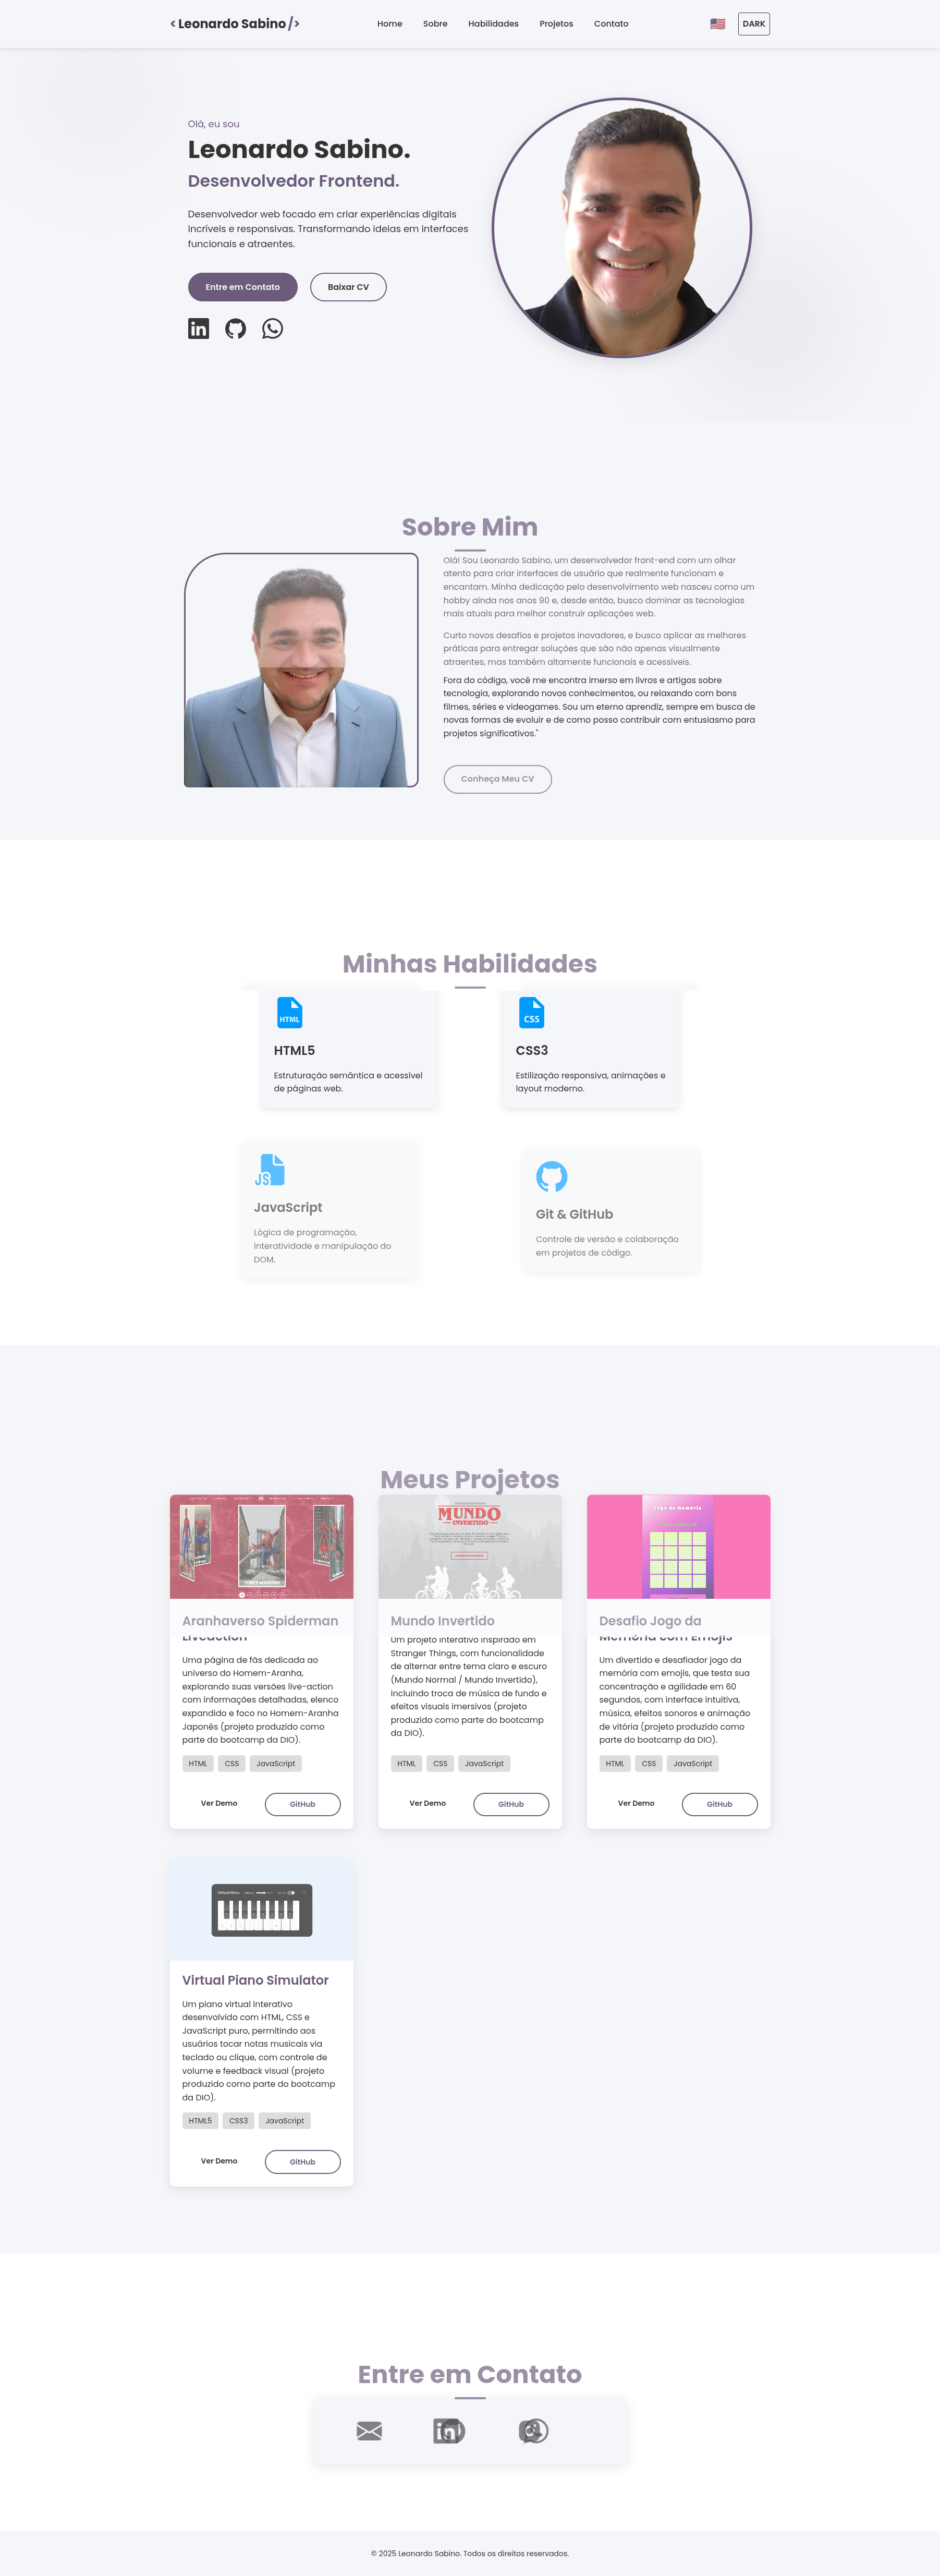 < Leonardo Sabino />
Home Sobre Habilidades Projetos Contato
DARK
Olá, eu sou
Leonardo Sabino.
Desenvolvedor Frontend.
Desenvolvedor web focado em criar experiências digitais
incríveis e responsivas. Transformando ideias em interfaces
funcionais e atraentes.
Entre em Contato Baixar CV
in
Sobre Mim
Olá! Sou Leonardo Sabino, um desenvolvedor front-end com um olhar
atento para criar interfaces de usuário que realmente funcionam e
encantam. Minha dedicação pelo desenvolvimento web nasceu como um
hobby ainda nos anos 90 e, desde então, busco dominar as tecnologias
mais atuais para melhor construir aplicações web.
Curto novos desafios e projetos inovadores, e busco aplicar as melhores
práticas para entregar soluções que são não apenas visualmente
atraentes, mas também altamente funcionais e acessíveis.
Fora do código, você me encontra imerso em livros e artigos sobre
tecnologia, explorando novos conhecimentos, ou relaxando com bons
filmes, séries e videogames. Sou um eterno aprendiz, sempre em busca de
novas formas de evoluir e de como posso contribuir com entusiasmo para
projetos significativos."
Conheça Meu CV
Minhas Habilidades
HTML
HTML5
Estruturação semântica e acessível
de páginas web.
CSS
CSS3
Estilização responsiva, animações e
layout moderno.
JS
JavaScript
Lógica de programação,
interatividade e manipulação do
DOM.
Git & GitHub
Controle de versão e colaboração
em projetos de código.
Meus Projetos
TOBEY MAGUIRE
Aranhaverso Spiderman
Liveaction
Uma página de fãs dedicada ao
universo do Homem-Aranha,
explorando suas versões live-action
com informações detalhadas, elenco
expandido e foco no Homem-Aranha
Japonês (projeto produzido como
parte do bootcamp da DIO).
HTML CSS JavaScript
Ver Demo GitHub
MUNDO
INVERTIDO
Mundo Invertido
Um projeto interativo inspirado em
Stranger Things, com funcionalidade
de alternar entre tema claro e escuro
(Mundo Normal / Mundo Invertido),
incluindo troca de música de fundo e
efeitos visuais imersivos (projeto
produzido como parte do bootcamp
da DIO).
HTML CSS JavaScript
Ver Demo GitHub
Jogo da Memória
Desafio Jogo da
Memória com Emojis
Um divertido e desafiador jogo da
memória com emojis, que testa sua
concentração e agilidade em 60
segundos, com interface intuitiva,
música, efeitos sonoros e animação
de vitória (projeto produzido como
parte do bootcamp da DIO).
HTML CSS JavaScript
Ver Demo GitHub
Virtual Piano
Virtual Piano Simulator
Um piano virtual interativo
desenvolvido com HTML, CSS e
JavaScript puro, permitindo aos
usuários tocar notas musicais via
teclado ou clique, com controle de
volume e feedback visual (projeto
produzido como parte do bootcamp
da DIO).
HTML5 CSS3 JavaScript
Ver Demo GitHub
Entre em Contato
in
© 2025 Leonardo Sabino. Todos os direitos reservados.